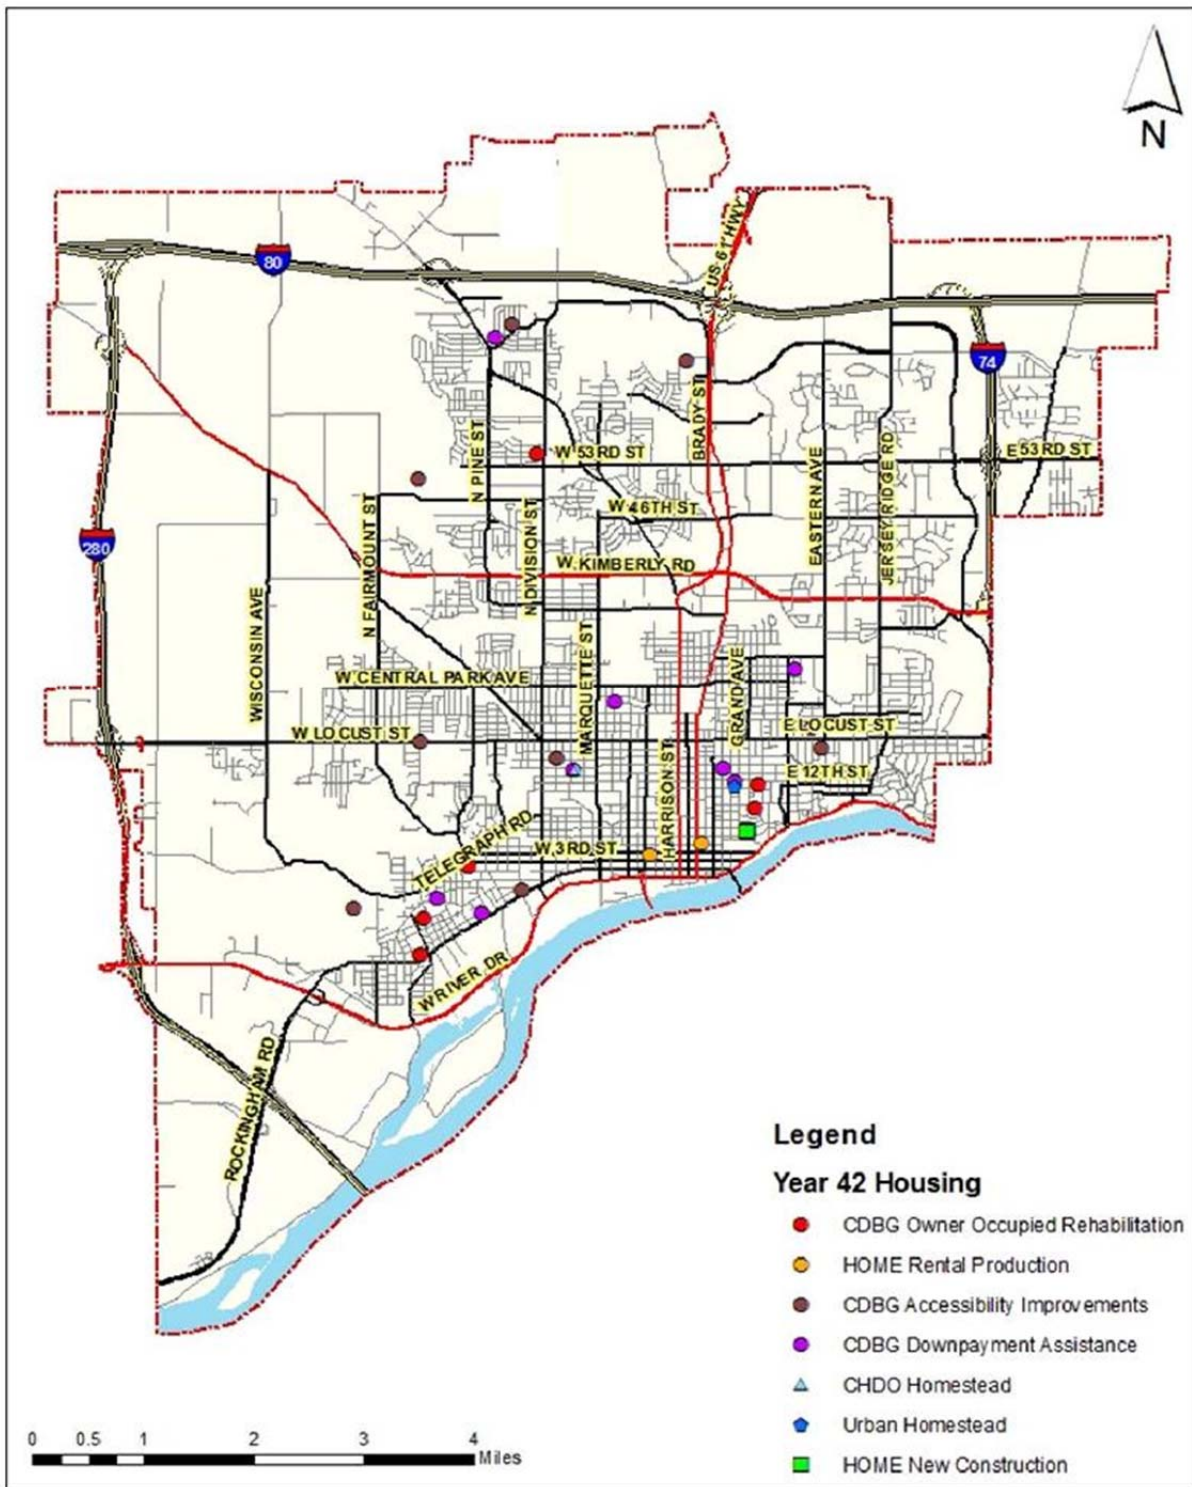 N
US 61 HWY
80
74
BRADY ST
N PINE ST
W 53RD ST
E 53RD ST
EASTERN AVE
JERSEY RIDGE RD
N FAIRMOUNT ST
N DIVISION ST
W 46TH ST
280
W. KIMBERLY RD
WISCONSIN AVE
MARQUETTE ST
GRAND AVE
W CENTRAL PARK AVE
W LOCUST ST
E LOCUST ST
HARRISON ST
E 12TH ST
TELEGRAPH RD
W 3RD ST
W RIVER DR
ROCKINGHAM RD
Legend
Year 42 Housing
CDBG Owner Occupied Rehabilitation
HOME Rental Production
CDBG Accessibility Improvements
CDBG Downpayment Assistance
CHDO Homestead
Urban Homestead
HOME New Construction
0 0.5 1 2 3 4
Miles